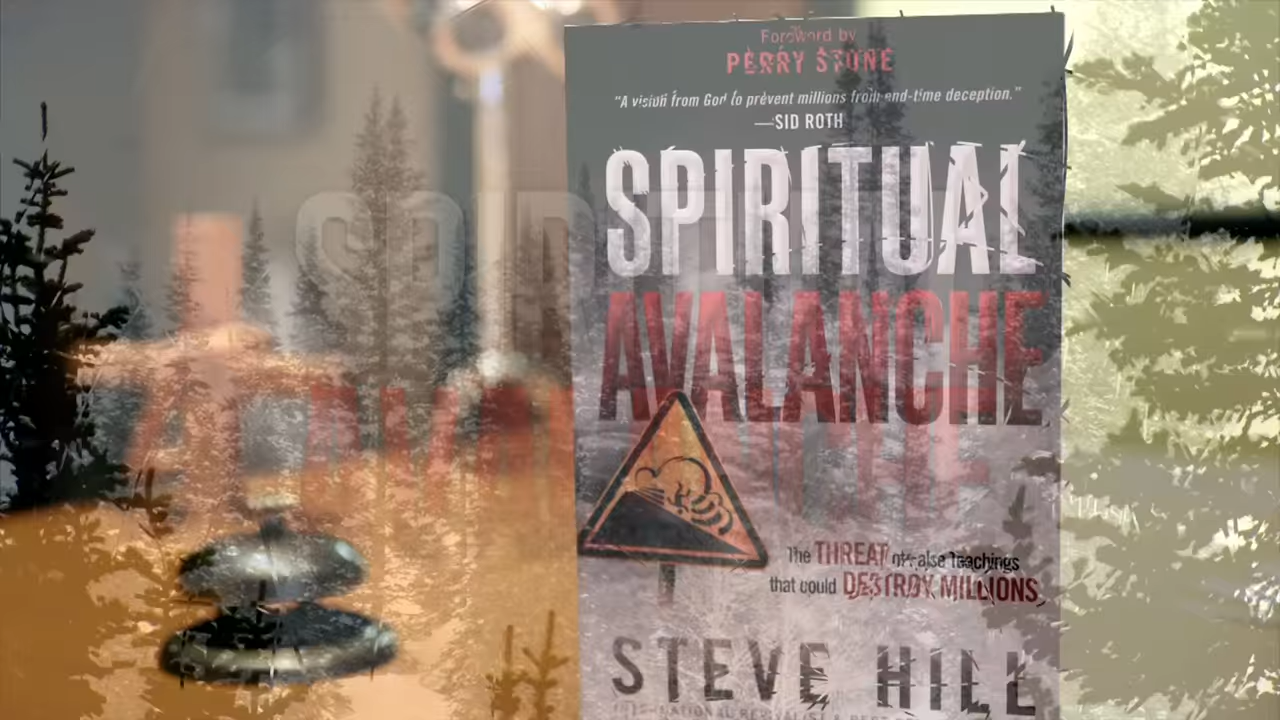 Foreword by
PERRY STONE
"A vision from God to prevent millions from end-time deception."
—SID ROTH
SPIRITUAL
AVALANCHE
The THREAT of False Teachings
that could DESTROY MILLIONS
STEVE HILL